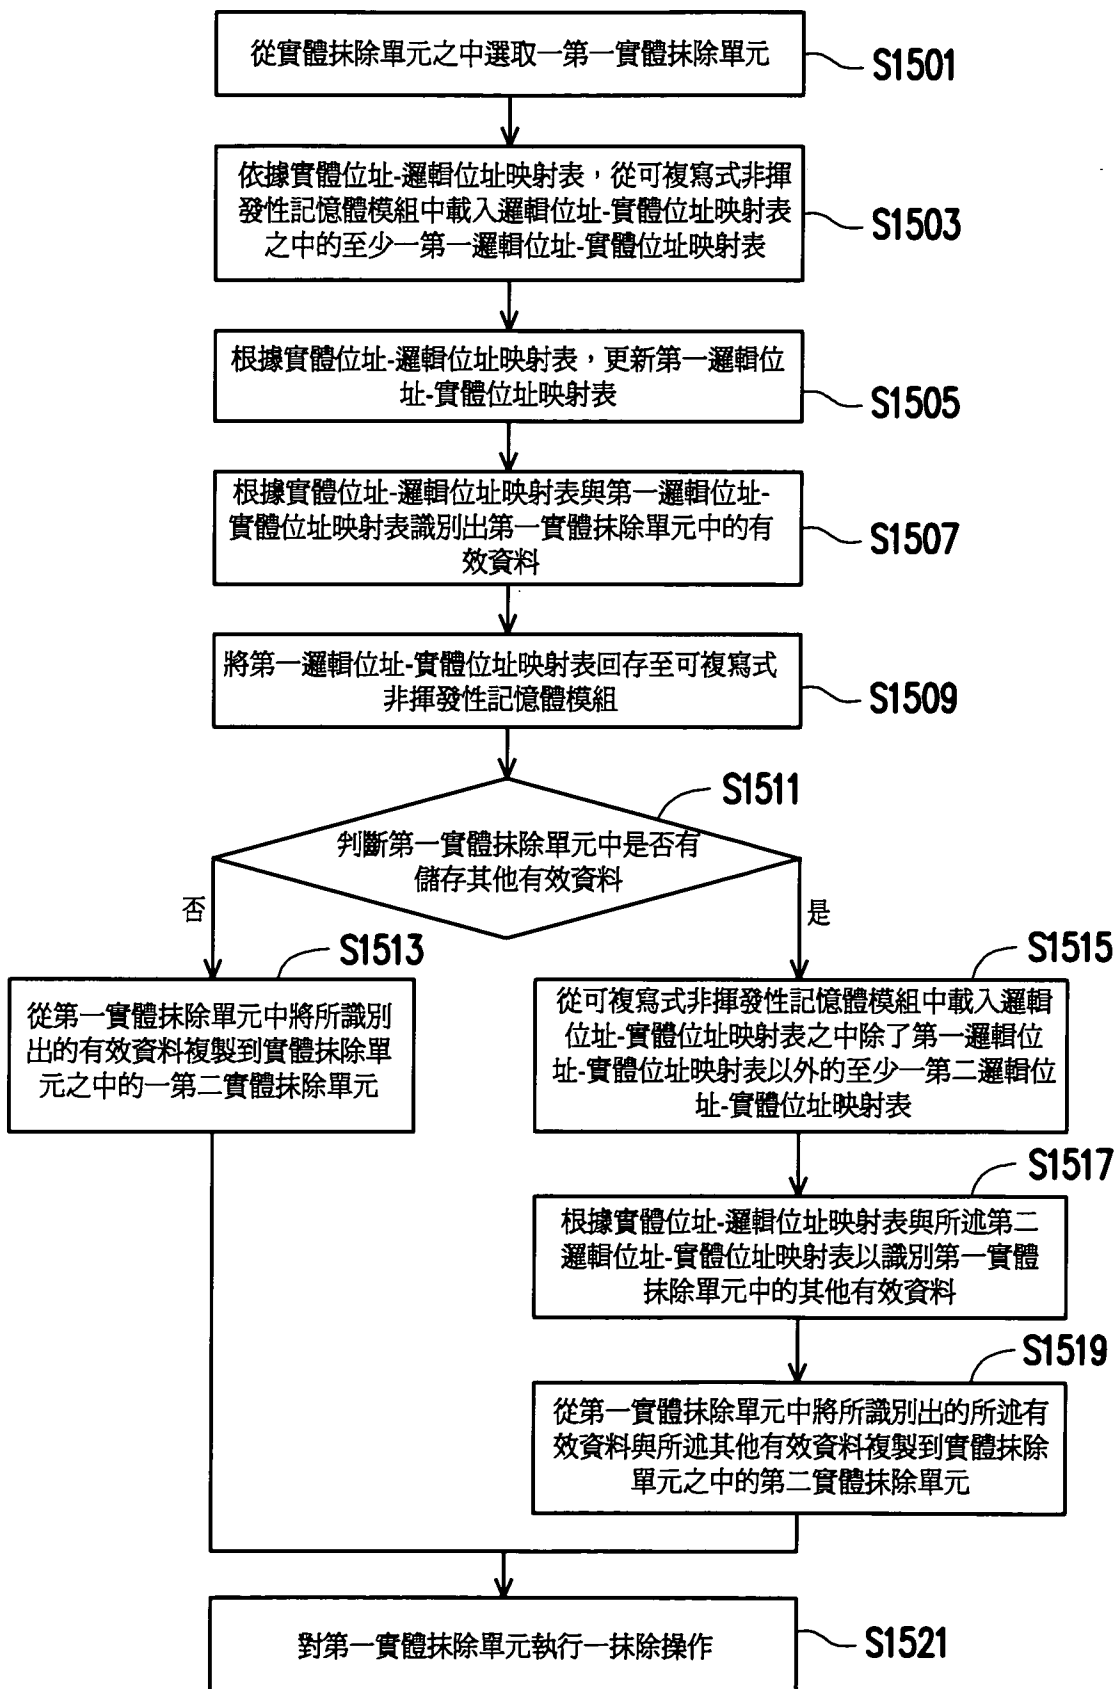 從實體抹除單元之中選取一第一實體抹除單元
S1501
依據實體位址-邏輯位址映射表，從可複寫式非揮
發性記憶體模組中載入邏輯位址-實體位址映射表
之中的至少一第一邏輯位址-實體位址映射表
S1503
根據實體位址-邏輯位址映射表，更新第一邏輯位
址-實體位址映射表
S1505
根據實體位址-邏輯位址映射表與第一邏輯位址-
實體位址映射表識別出第一實體抹除單元中的有
效資料
S1507
將第一邏輯位址-實體位址映射表回存至可複寫式
非揮發性記憶體模組
S1509
S1511
判斷第一實體抹除單元中是否有
儲存其他有效資料
否
是
S1513
從第一實體抹除單元中將所識別
出的有效資料複製到實體抹除單
元之中的一第二實體抹除單元
S1515
從可複寫式非揮發性記憶體模組中載入邏輯
位址-實體位址映射表之中除了第一邏輯位
址-實體位址映射表以外的至少一第二邏輯位
址-實體位址映射表
S1517
根據實體位址-邏輯位址映射表與所述第二
邏輯位址-實體位址映射表以識別第一實體
抹除單元中的其他有效資料
S1519
從第一實體抹除單元中將所識別出的所述有
效資料與所述其他有效資料複製到實體抹除
單元之中的第二實體抹除單元
對第一實體抹除單元執行一抹除操作
S1521